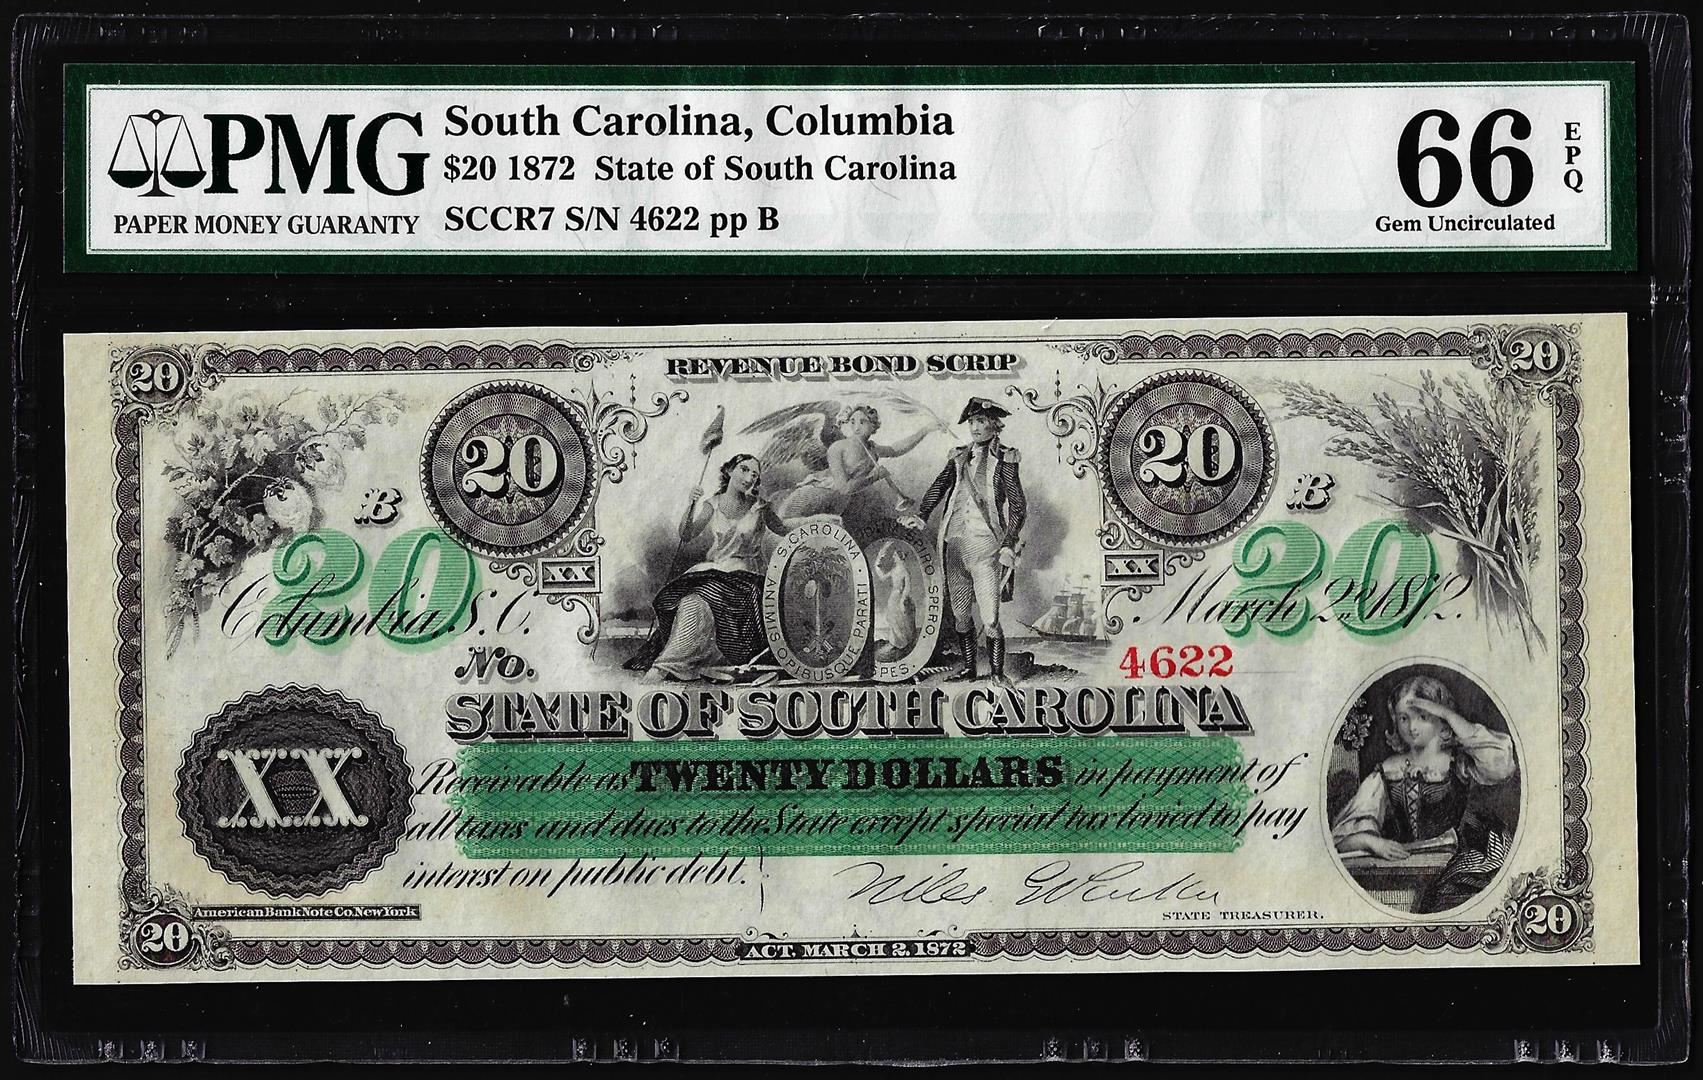 PMG
PAPER MONEY GUARANTY
South Carolina, Columbia
$20 1872 State of South Carolina
SCCR7 S/N 4622 pp B
66 EPQ
Gem Uncirculated
20 REVENUE BOND SCRIP 20
20 20
B B
20 20
XX XX
S. CAROLINA ANIMIS OPIBUSQUE PARATI
SPIRO SPERO. SPES.
Columbia, S.C. March 2, 1872.
No. 4622
STATE OF SOUTH CAROLINA
XX
Receivable as TWENTY DOLLARS in payment of
all taxes and dues to the State except special tax levied to pay
interest on public debt.
Niles G Parker
STATE TREASURER.
American Bank Note Co. New York
20 ACT, MARCH 2, 1872 20